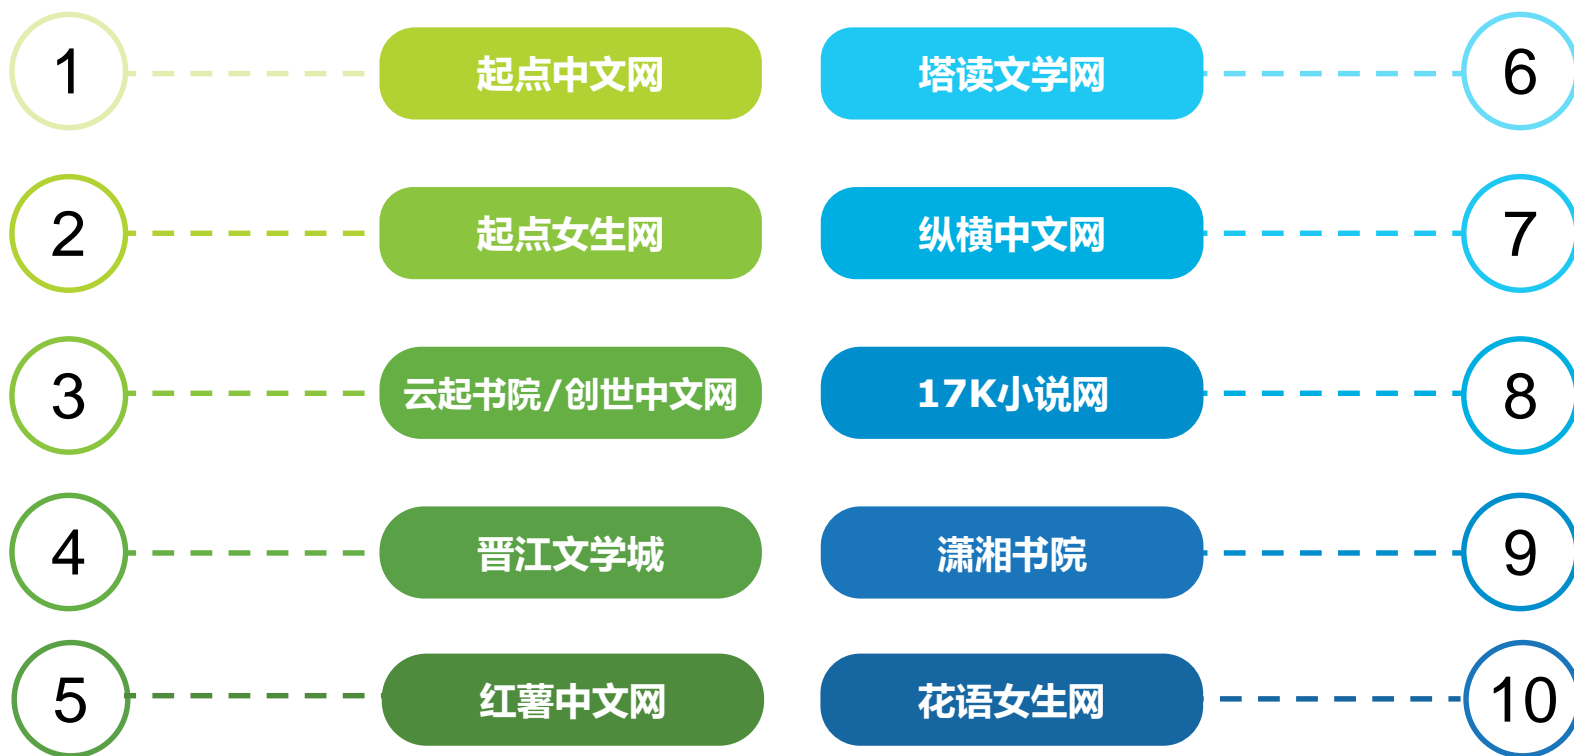 1
起点中文网
2
起点女生网
3
云起书院/创世中文网
4
晋江文学城
5
红薯中文网
塔读文学网
6
纵横中文网
7
17K小说网
8
潇湘书院
9
花语女生网
10